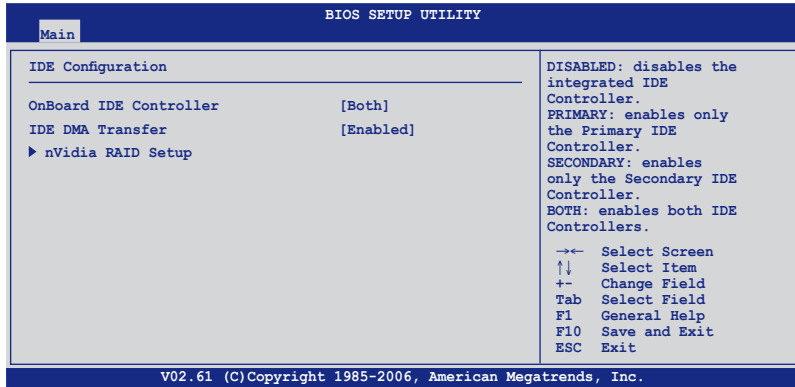 BIOS SETUP UTILITY
Main
IDE Configuration
OnBoard IDE Controller [Both]
IDE DMA Transfer [Enabled]
▶ nVidia RAID Setup
DISABLED: disables the
integrated IDE
Controller.
PRIMARY: enables only
the Primary IDE
Controller.
SECONDARY: enables
only the Secondary IDE
Controller.
BOTH: enables both IDE
Controllers.
→← Select Screen
↑↓ Select Item
+- Change Field
Tab Select Field
F1 General Help
F10 Save and Exit
ESC Exit
V02.61 (C)Copyright 1985-2006, American Megatrends, Inc.